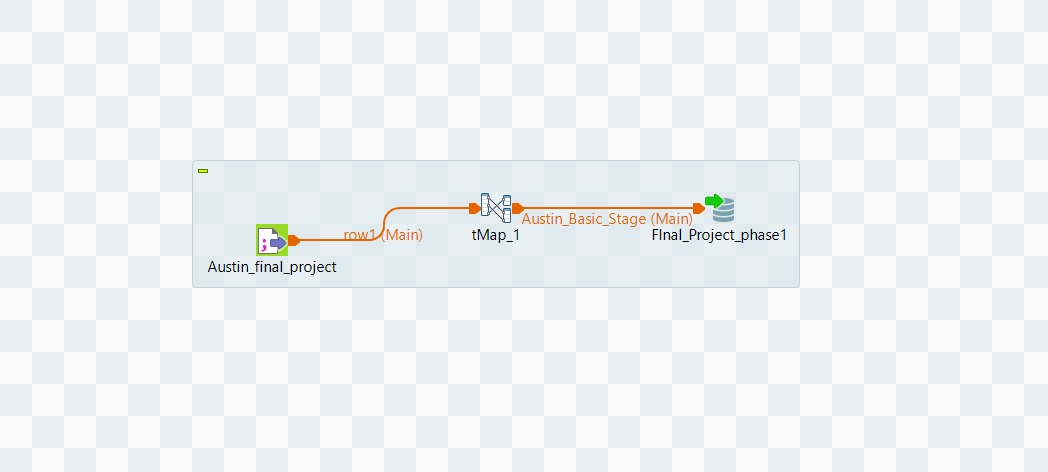 row1 (Main)
Austin_final_project
tMap_1
Austin_Basic_Stage (Main)
FInal_Project_phase1